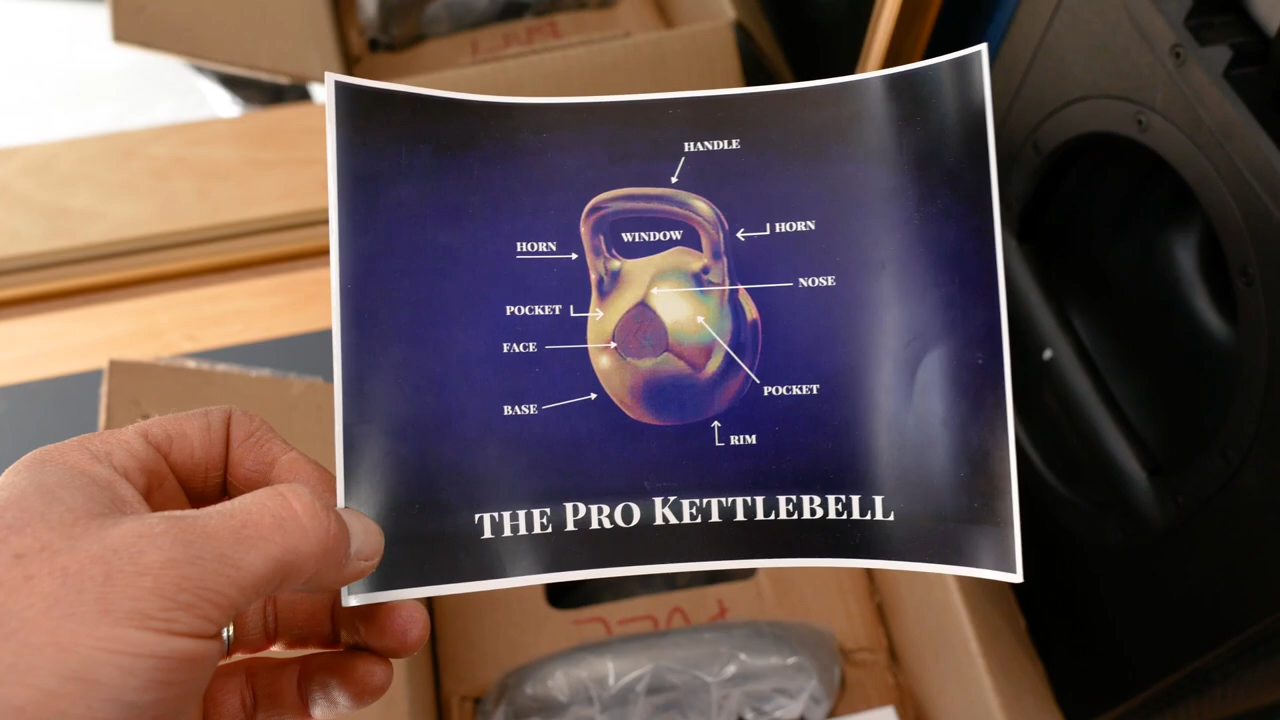 HANDLE
HORN
WINDOW
HORN
NOSE
POCKET
FACE
POCKET
BASE
RIM
THE PRO KETTLEBELL